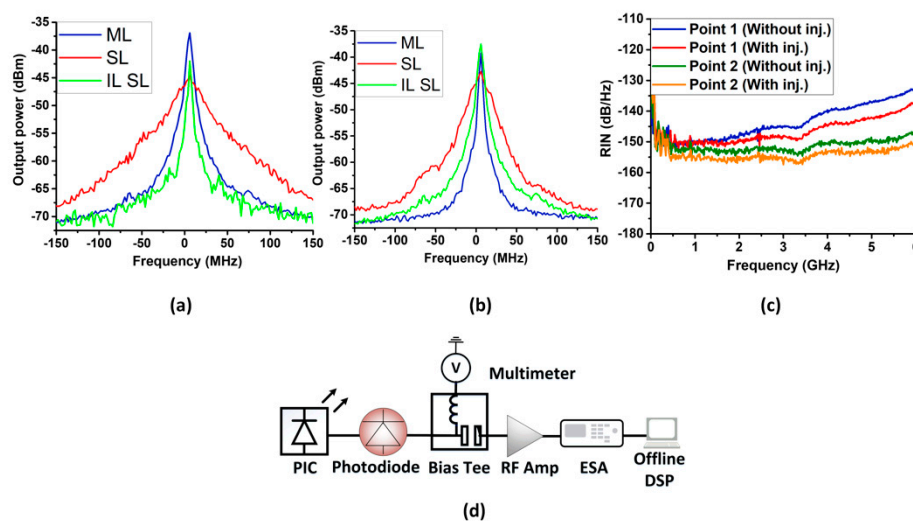 ML
SL
IL SL
Output power (dBm)
-35
-40
-45
-50
-55
-60
-65
-70
-150 -100 -50 0 50 100 150
Frequency (MHz)
(a)
ML
SL
IL SL
Output power (dBm)
-35
-40
-45
-50
-55
-60
-65
-70
-150 -100 -50 0 50 100 150
Frequency (MHz)
(b)
Point 1 (Without inj.)
Point 1 (With inj.)
Point 2 (Without inj.)
Point 2 (With inj.)
RIN (dB/Hz)
-110
-120
-130
-140
-150
-160
-170
-180
0 1 2 3 4 5
Frequency (GHz)
(c)
V
Multimeter
PIC
Photodiode
Bias Tee
RF Amp
ESA
Offline
DSP
(d)